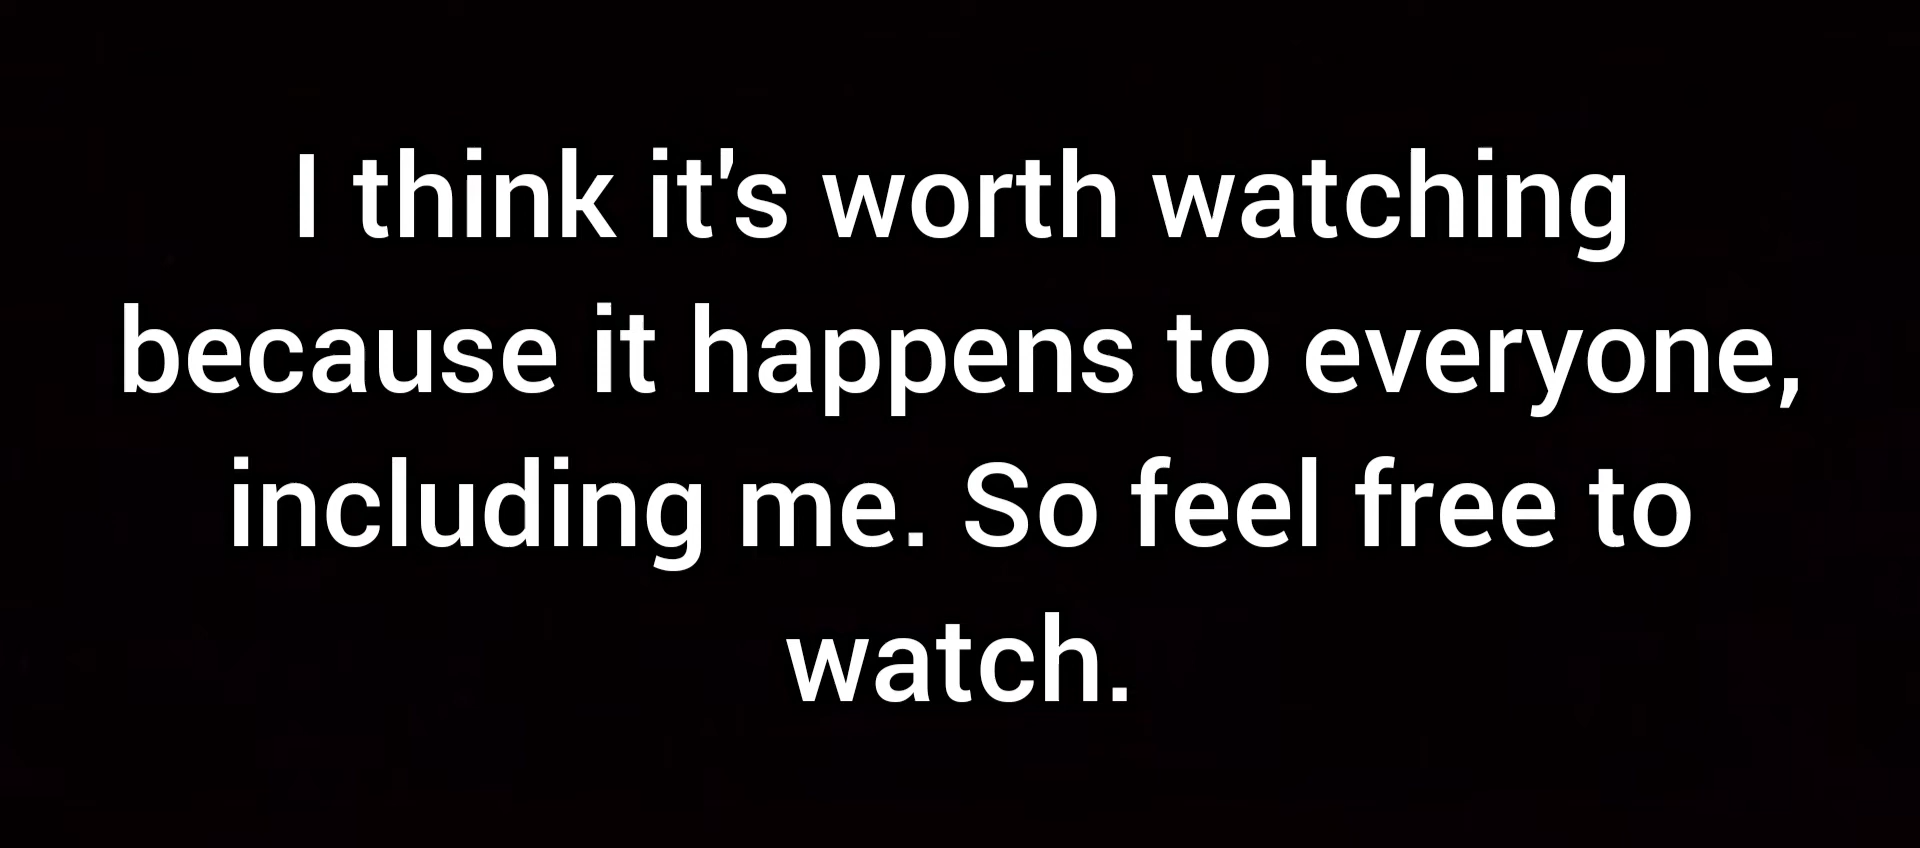 I think it's worth watching
because it happens to everyone,
including me. So feel free to
watch.